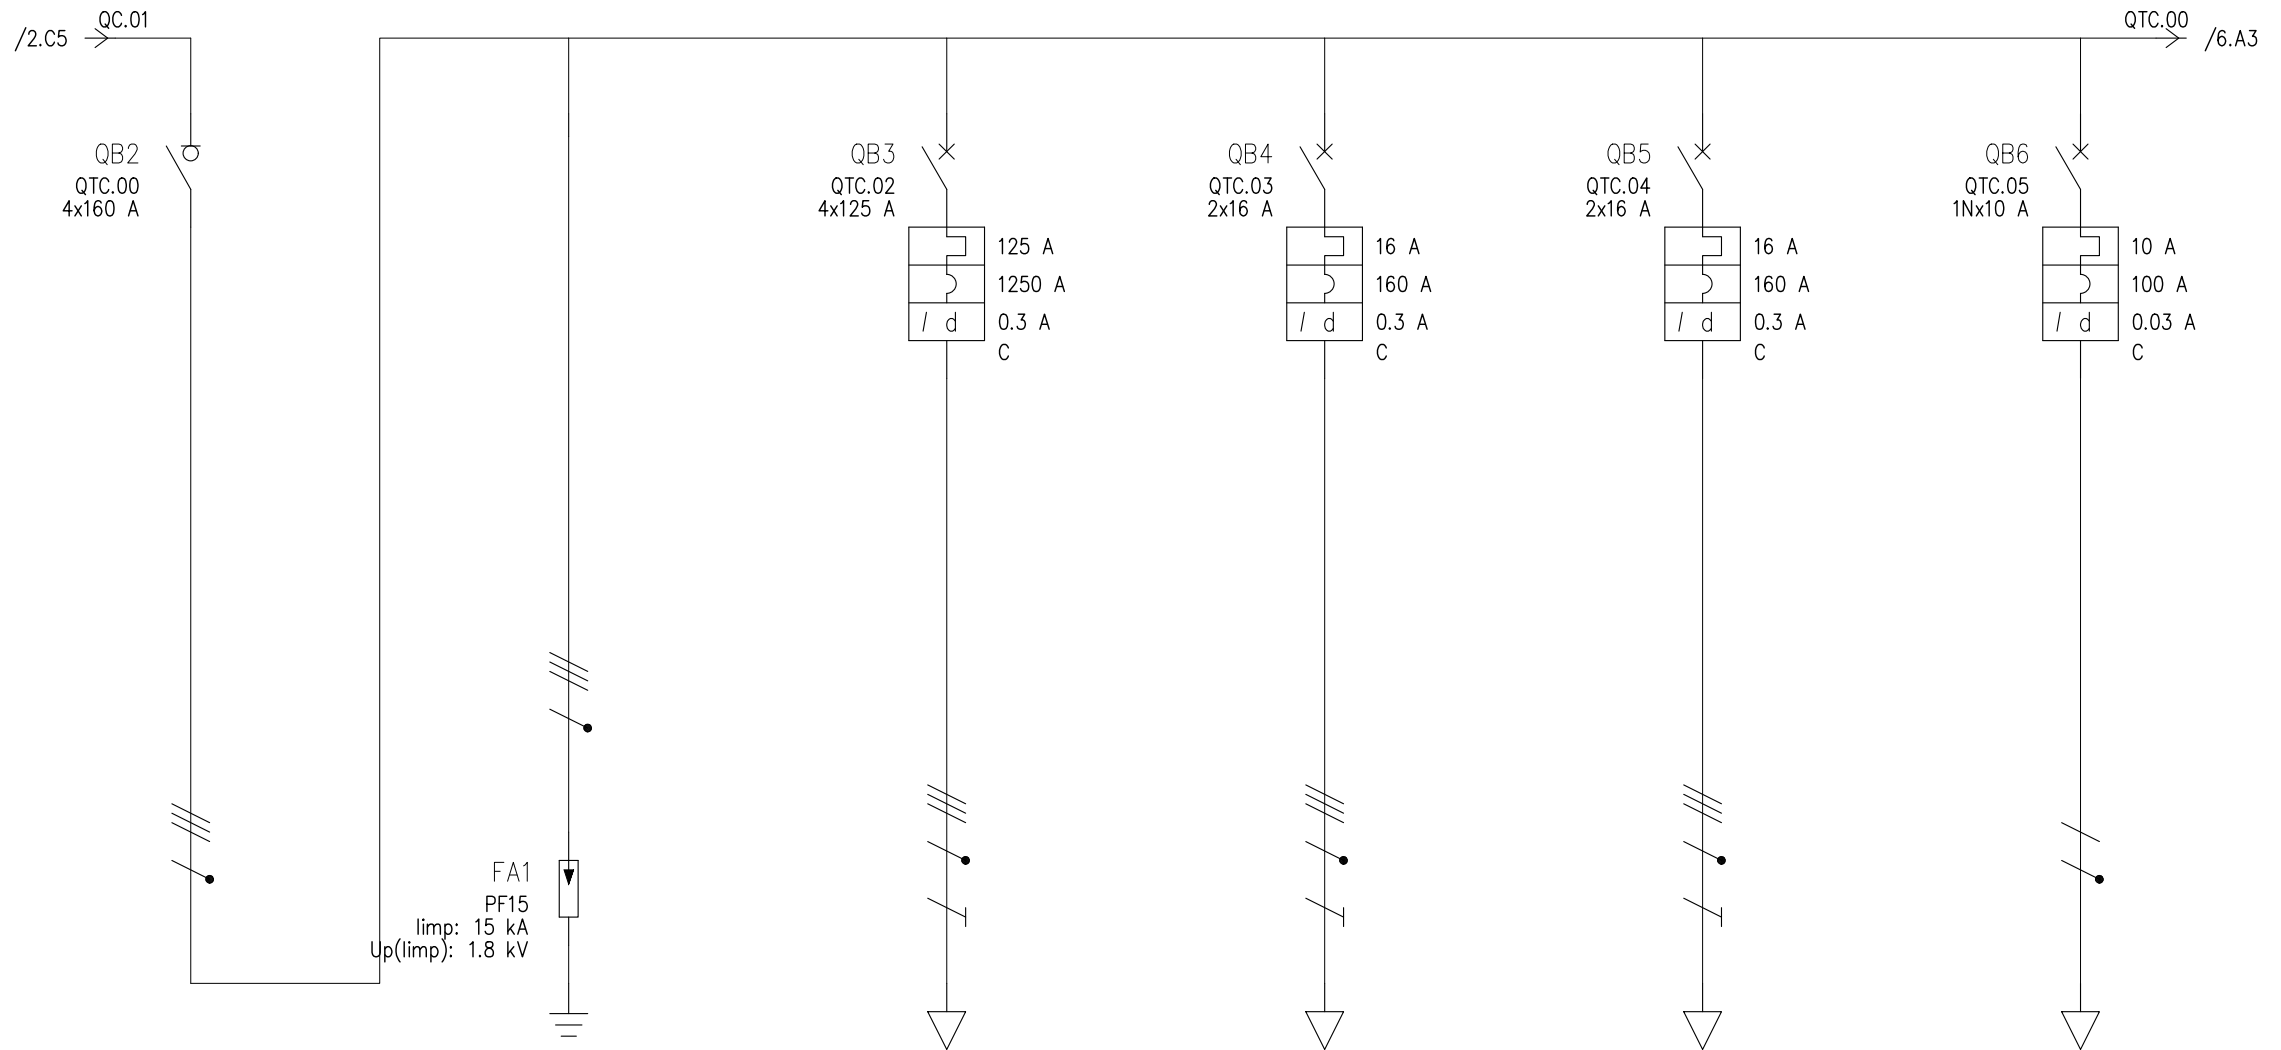 QC.01
/2.C5
QTC.00
/6.A3
QB2
QTC.00
4x160 A
QB3
QTC.02
4x125 A
125 A
1250 A
I d 0.3 A
C
QB4
QTC.03
2x16 A
16 A
160 A
I d 0.3 A
C
QB5
QTC.04
2x16 A
16 A
160 A
I d 0.3 A
C
QB6
QTC.05
1Nx10 A
10 A
100 A
I d 0.03 A
C
FA1
PF15
Iimp: 15 kA
Up(Iimp): 1.8 kV